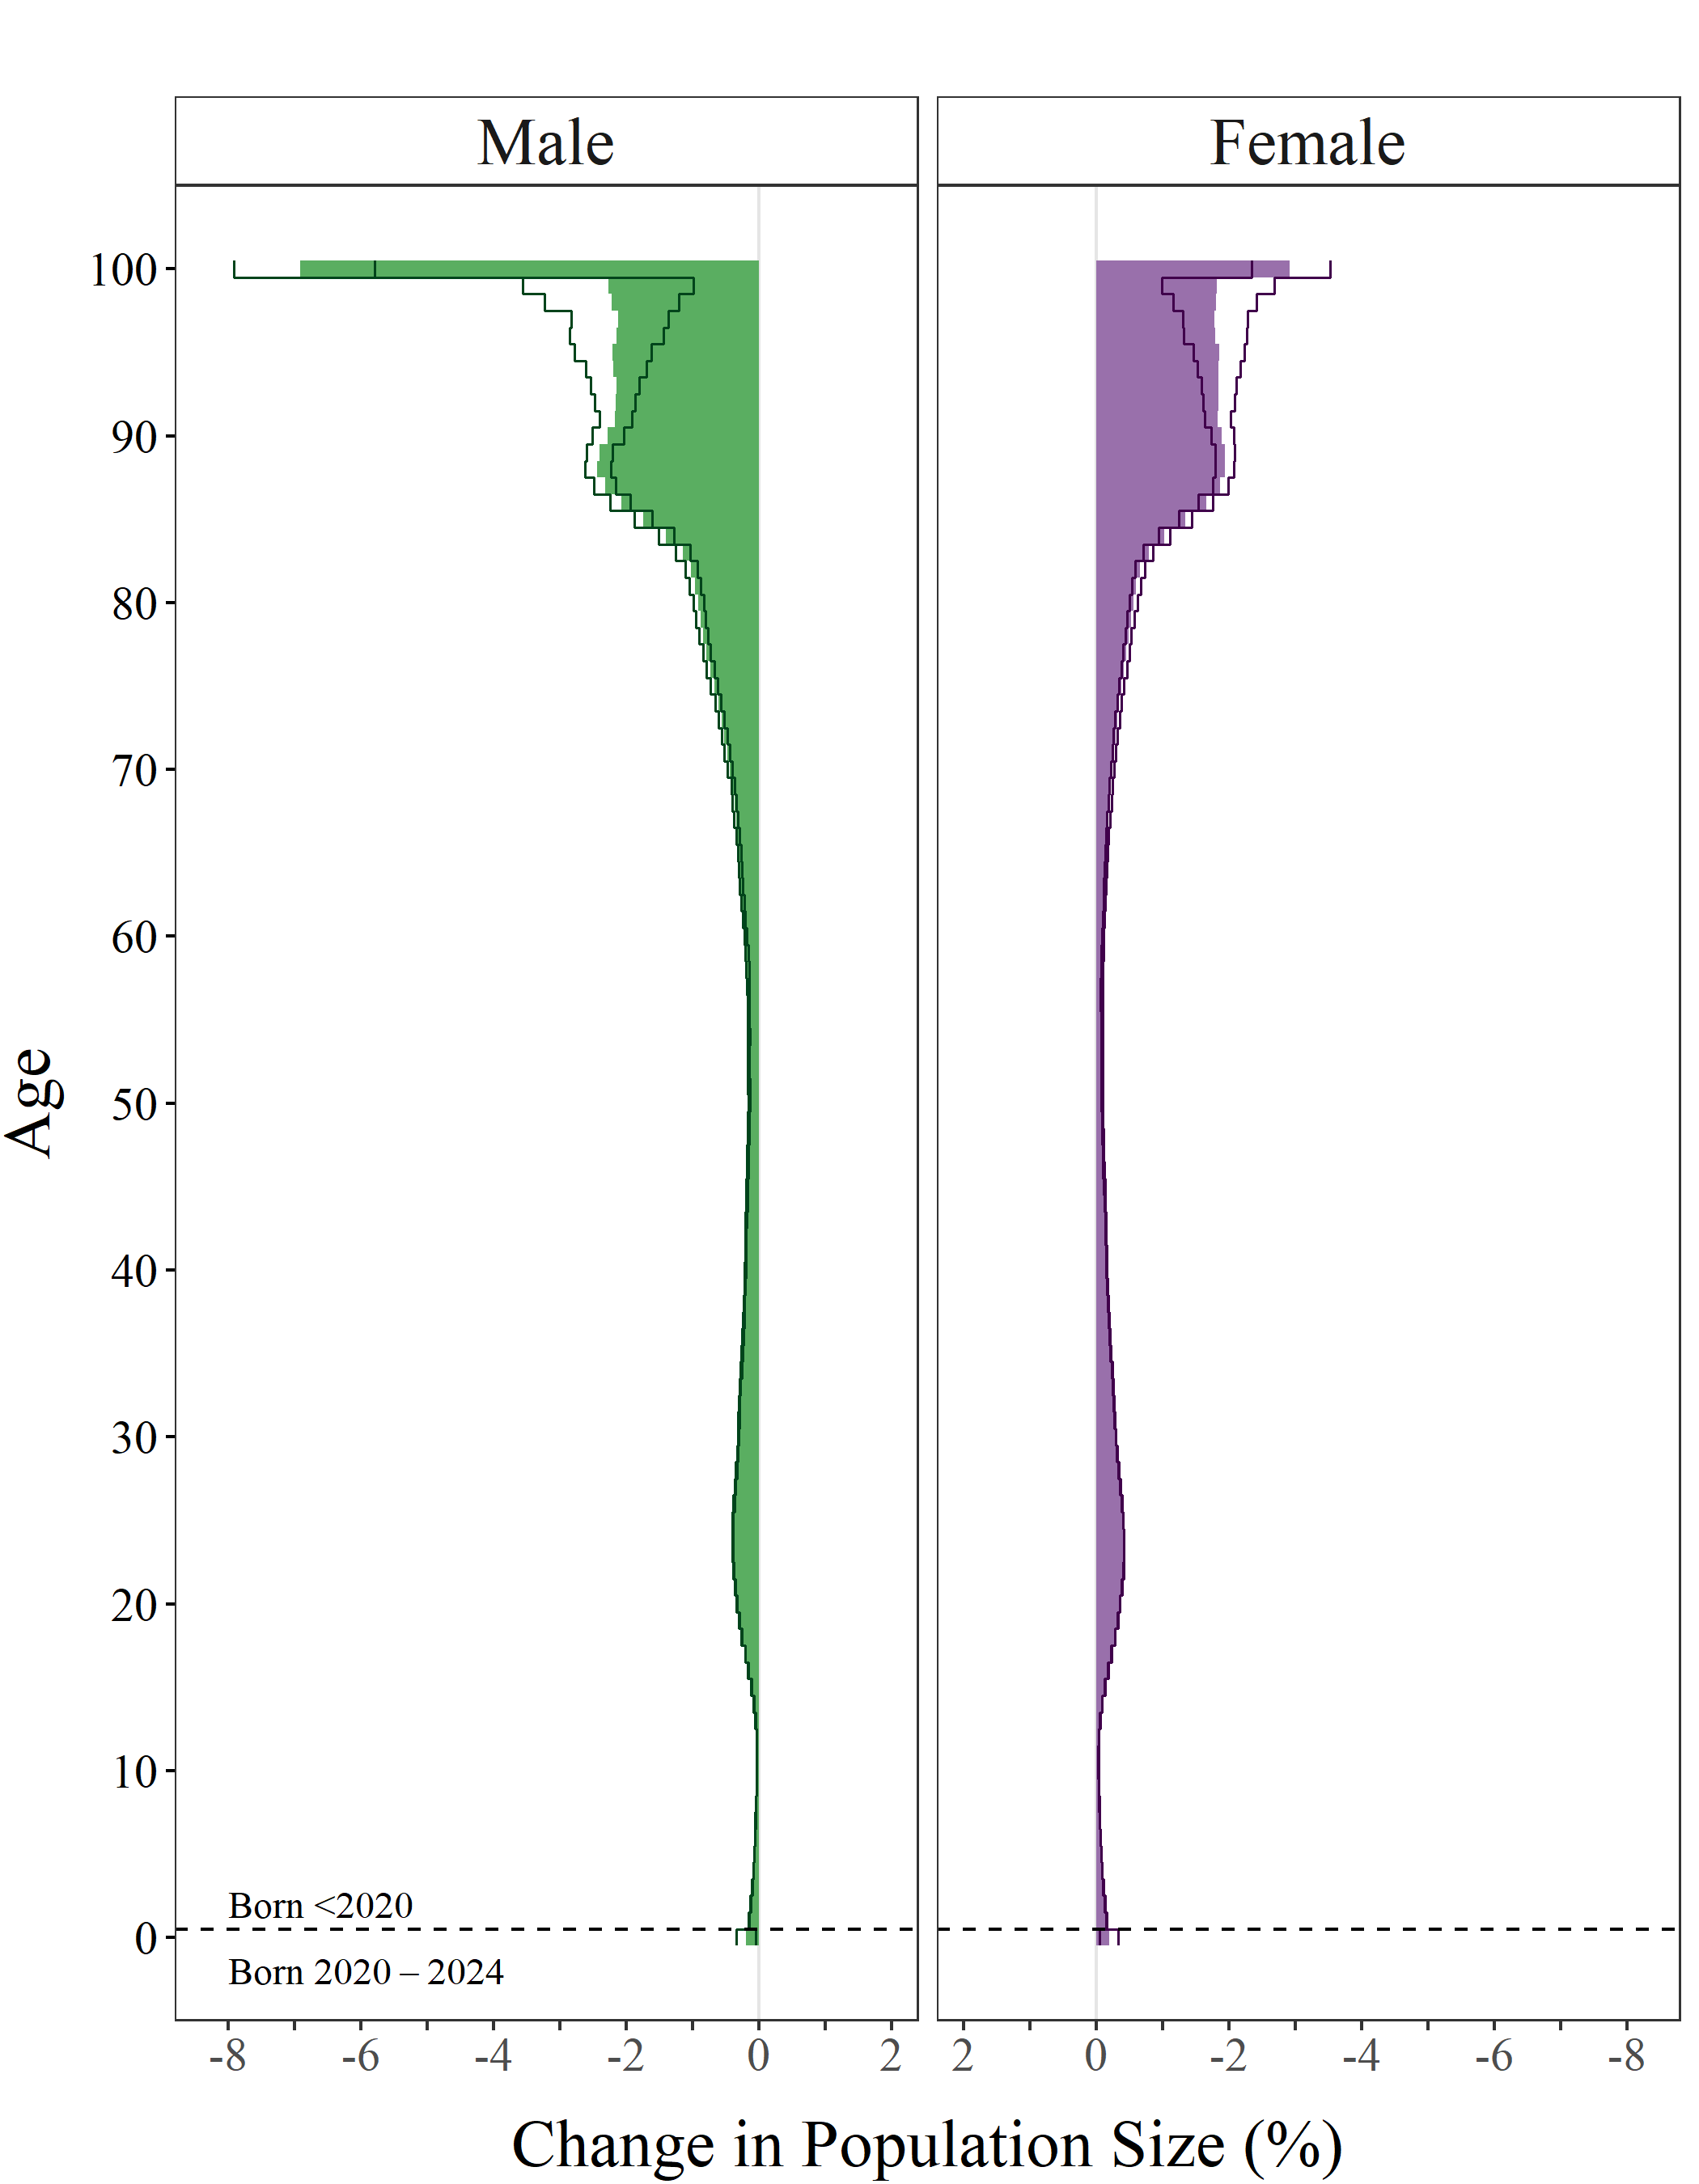 Male Female
100
90
80
70
60
50
40
30
20
10
0
Age
Born <2020
Born 2020 – 2024
-8 -6 -4 -2 0 2 2 0 -2 -4 -6 -8
Change in Population Size (%)